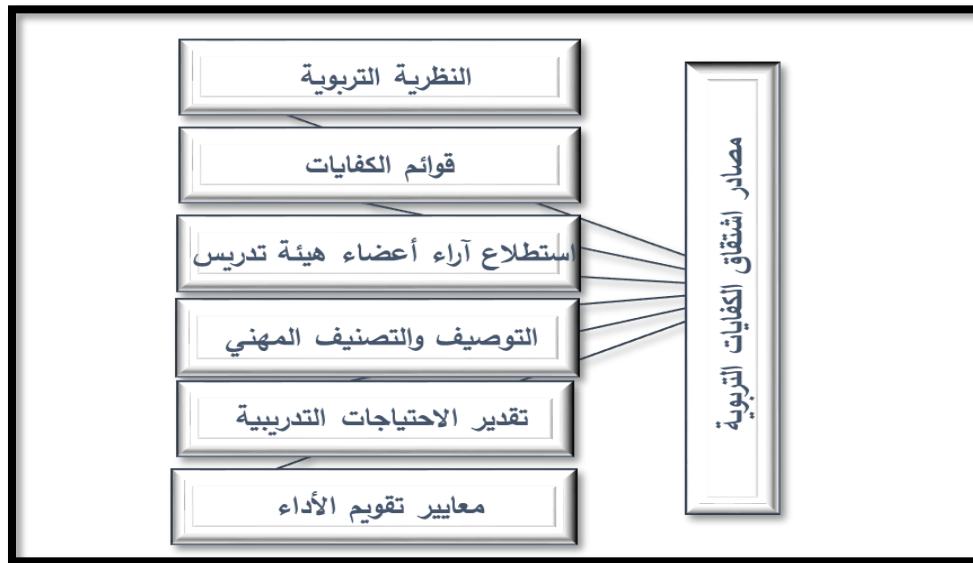 مصادر اشتقاق الكفايات التربوية
النظرية التربوية
قوائم الكفايات
استطلاع آراء أعضاء هيئة تدريس
التوصيف والتصنيف المهني
تقدير الاحتياجات التدريبية
معايير تقويم الأداء